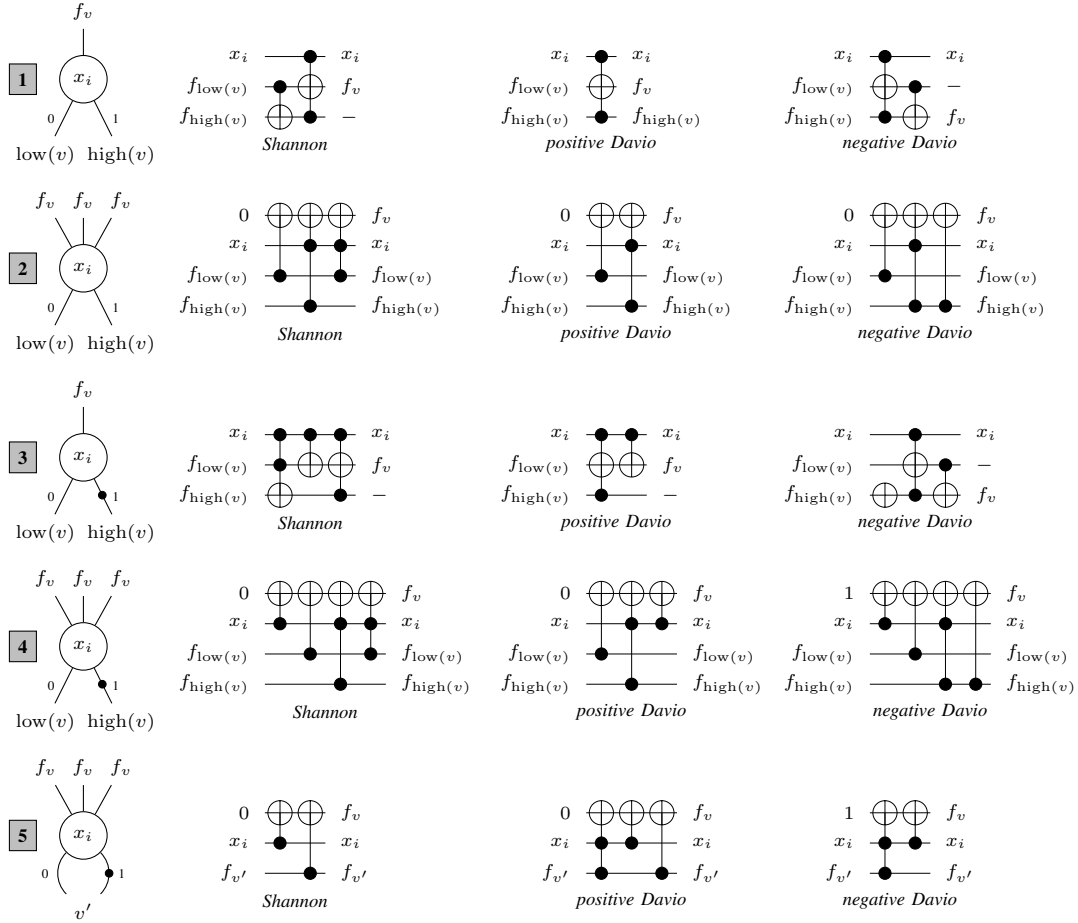 f_v
x_i x_i x_i x_i x_i x_i
1 x_i f_low(v) f_v f_low(v) f_v f_low(v) –
0 1 f_high(v) – f_high(v) f_high(v) f_high(v) f_v
low(v) high(v) Shannon positive Davio negative Davio
f_v f_v f_v 0 f_v 0 f_v 0 f_v
x_i x_i x_i x_i x_i x_i
2 x_i f_low(v) f_low(v) f_low(v) f_low(v) f_low(v) f_low(v)
0 1 f_high(v) f_high(v) f_high(v) f_high(v) f_high(v) f_high(v)
low(v) high(v) Shannon positive Davio negative Davio
f_v
x_i x_i x_i x_i x_i x_i
3 x_i f_low(v) f_v f_low(v) f_v f_low(v) –
0 1 f_high(v) – f_high(v) – f_high(v) f_v
low(v) high(v) Shannon positive Davio negative Davio
f_v f_v f_v 0 f_v 0 f_v 1 f_v
x_i x_i x_i x_i x_i x_i
4 x_i f_low(v) f_low(v) f_low(v) f_low(v) f_low(v) f_low(v)
0 1 f_high(v) f_high(v) f_high(v) f_high(v) f_high(v) f_high(v)
low(v) high(v) Shannon positive Davio negative Davio
f_v f_v f_v
0 f_v 0 f_v 1 f_v
5 x_i x_i x_i x_i x_i x_i x_i
0 1 f_v′ f_v′ f_v′ f_v′ f_v′ f_v′
v′ Shannon positive Davio negative Davio